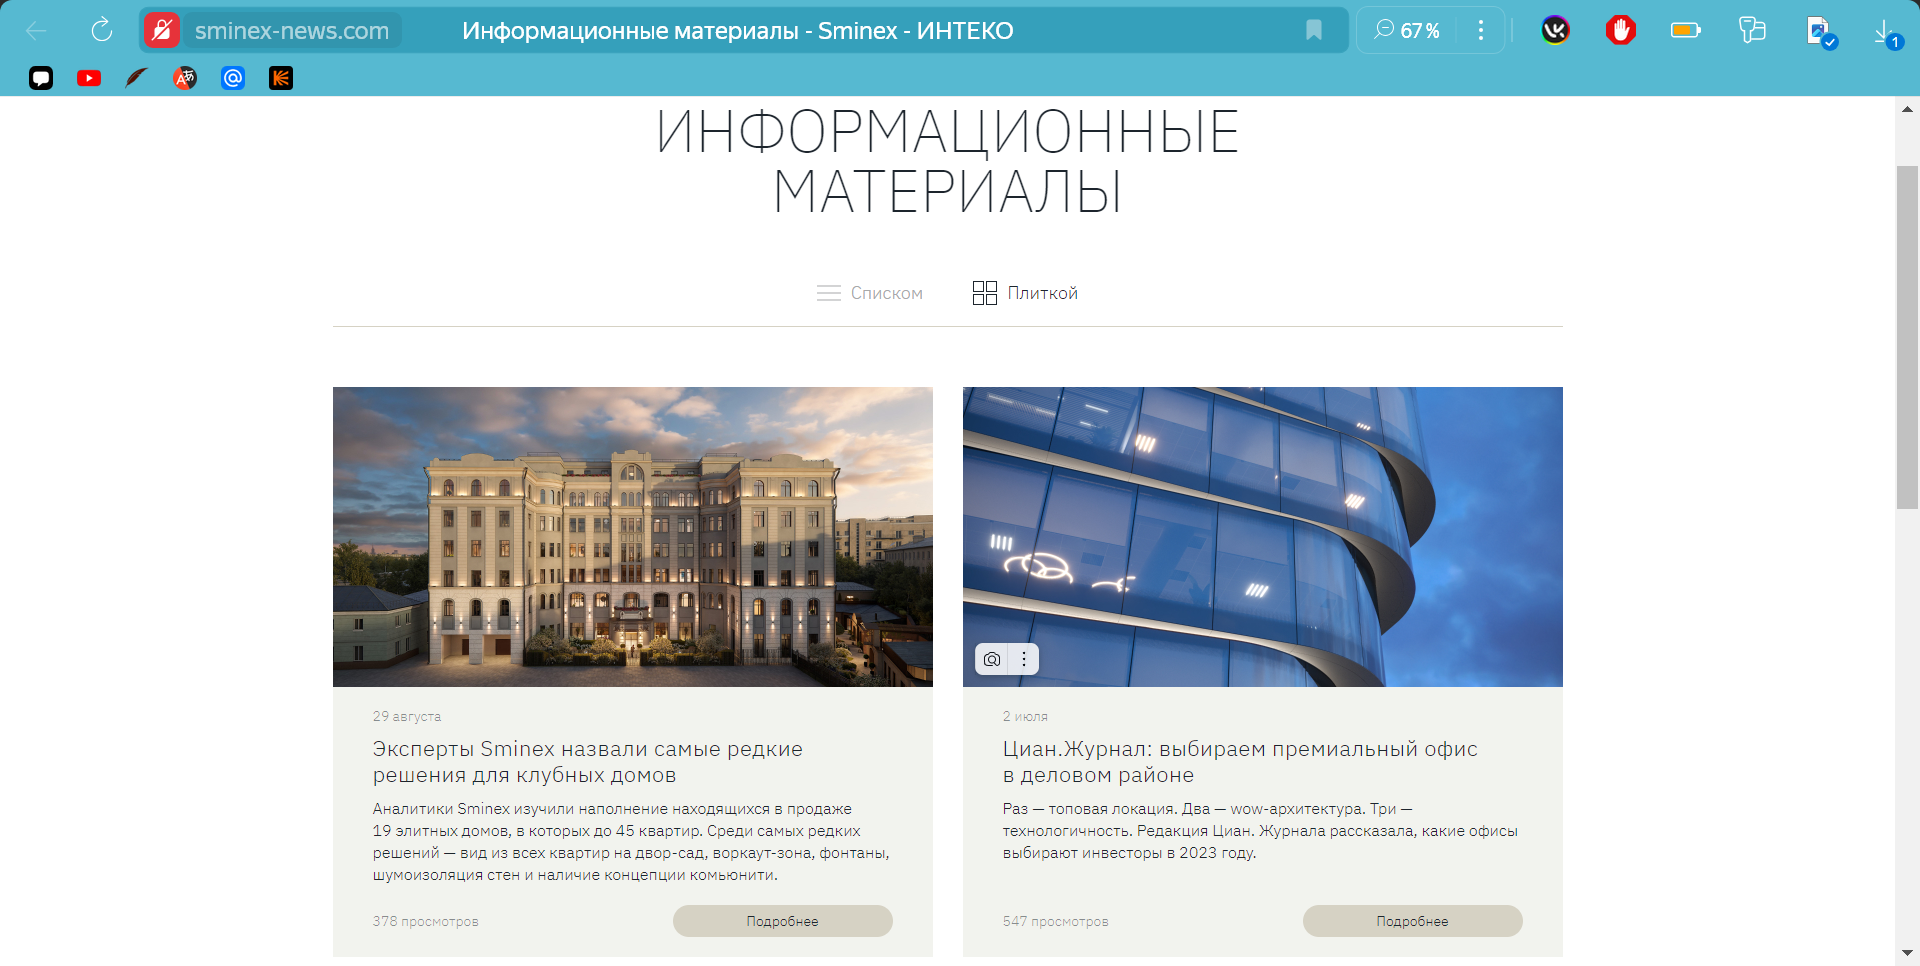 sminex-news.com
Информационные материалы - Sminex - ИНТЕКО
67 %
1
ИНФОРМАЦИОННЫЕ
МАТЕРИАЛЫ
Списком
Плиткой
29 августа
Эксперты Sminex назвали самые редкие
решения для клубных домов
Аналитики Sminex изучили наполнение находящихся в продаже
19 элитных домов, в которых до 45 квартир. Среди самых редких
решений — вид из всех квартир на двор-сад, воркаут-зона, фонтаны,
шумоизоляция стен и наличие концепции комьюнити.
378 просмотров
Подробнее
2 июля
Циан.Журнал: выбираем премиальный офис
в деловом районе
Раз — топовая локация. Два — wow-архитектура. Три —
технологичность. Редакция Циан. Журнала рассказала, какие офисы
выбирают инвесторы в 2023 году.
547 просмотров
Подробнее